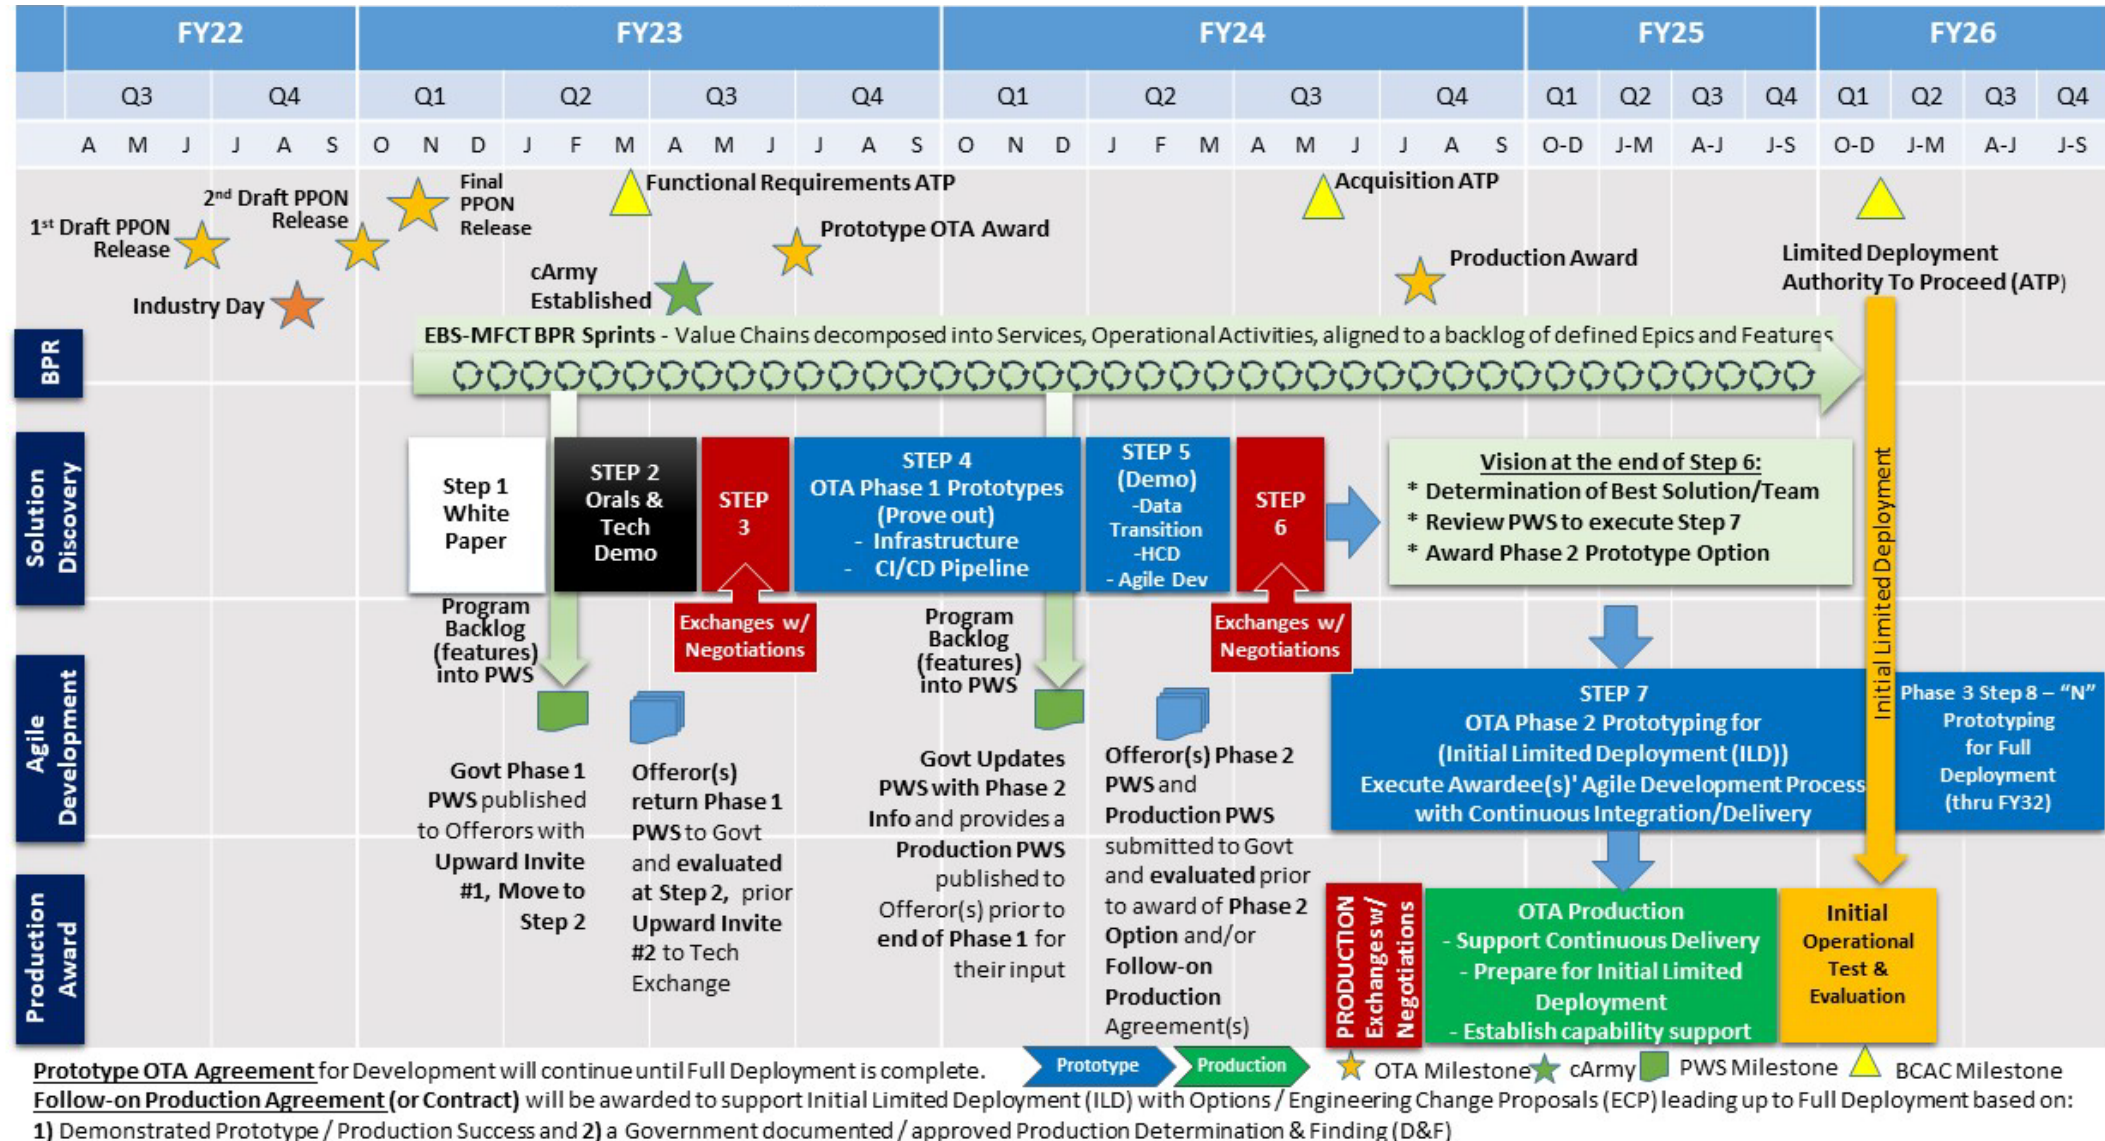 FY22 FY23 FY24 FY25 FY26
Q3 Q4 Q1 Q2 Q3 Q4 Q1 Q2 Q3 Q4 Q1 Q2 Q3 Q4 Q1 Q2 Q3 Q4
A M J J A S O N D J F M A M J J A S O N D J F M A M J J A S O-D J-M A-J J-S O-D J-M A-J J-S
1st Draft PPON
Release
Industry Day
2nd Draft PPON
Release
Final
PPON
Release
Functional Requirements ATP
cArmy
Established
Prototype OTA Award
Acquisition ATP
Production Award
Limited Deployment
Authority To Proceed (ATP)
BPR
EBS-MFCT BPR Sprints - Value Chains decomposed into Services, Operational Activities, aligned to a backlog of defined Epics and Features
Solution
Discovery
Step 1
White
Paper
STEP 2
Orals &
Tech
Demo
STEP
3
STEP 4
OTA Phase 1 Prototypes
(Prove out)
- Infrastructure
- CI/CD Pipeline
STEP 5
(Demo)
-Data
Transition
-HCD
- Agile Dev
STEP
6
Vision at the end of Step 6:
* Determination of Best Solution/Team
* Review PWS to execute Step 7
* Award Phase 2 Prototype Option
Initial Limited Deployment
Program
Backlog
(features)
into PWS
Exchanges w/
Negotiations
Program
Backlog
(features)
into PWS
Exchanges w/
Negotiations
Agile
Development
Govt Phase 1
PWS published
to Offerors with
Upward Invite
#1, Move to
Step 2
Offeror(s)
return Phase 1
PWS to Govt
and evaluated
at Step 2, prior
Upward Invite
#2 to Tech
Exchange
Govt Updates
PWS with Phase 2
Info and provides a
Production PWS
published to
Offeror(s) prior to
end of Phase 1 for
their input
Offeror(s) Phase 2
PWS and
Production PWS
submitted to Govt
and evaluated prior
to award of Phase 2
Option and/or
Follow-on
Production
Agreement(s)
STEP 7
OTA Phase 2 Prototyping for
(Initial Limited Deployment (ILD))
Execute Awardee(s)' Agile Development Process
with Continuous Integration/Delivery
Phase 3 Step 8 – “N”
Prototyping
for Full
Deployment
(thru FY32)
Production
Award
PRODUCTION
Exchanges w/
Negotiations
OTA Production
- Support Continuous Delivery
- Prepare for Initial Limited
Deployment
- Establish capability support
Initial
Operational
Test &
Evaluation
Prototype OTA Agreement for Development will continue until Full Deployment is complete.
Prototype
Production
OTA Milestone
cArmy
PWS Milestone
BCAC Milestone
Follow-on Production Agreement (or Contract) will be awarded to support Initial Limited Deployment (ILD) with Options / Engineering Change Proposals (ECP) leading up to Full Deployment based on:
1) Demonstrated Prototype / Production Success and 2) a Government documented / approved Production Determination & Finding (D&F)